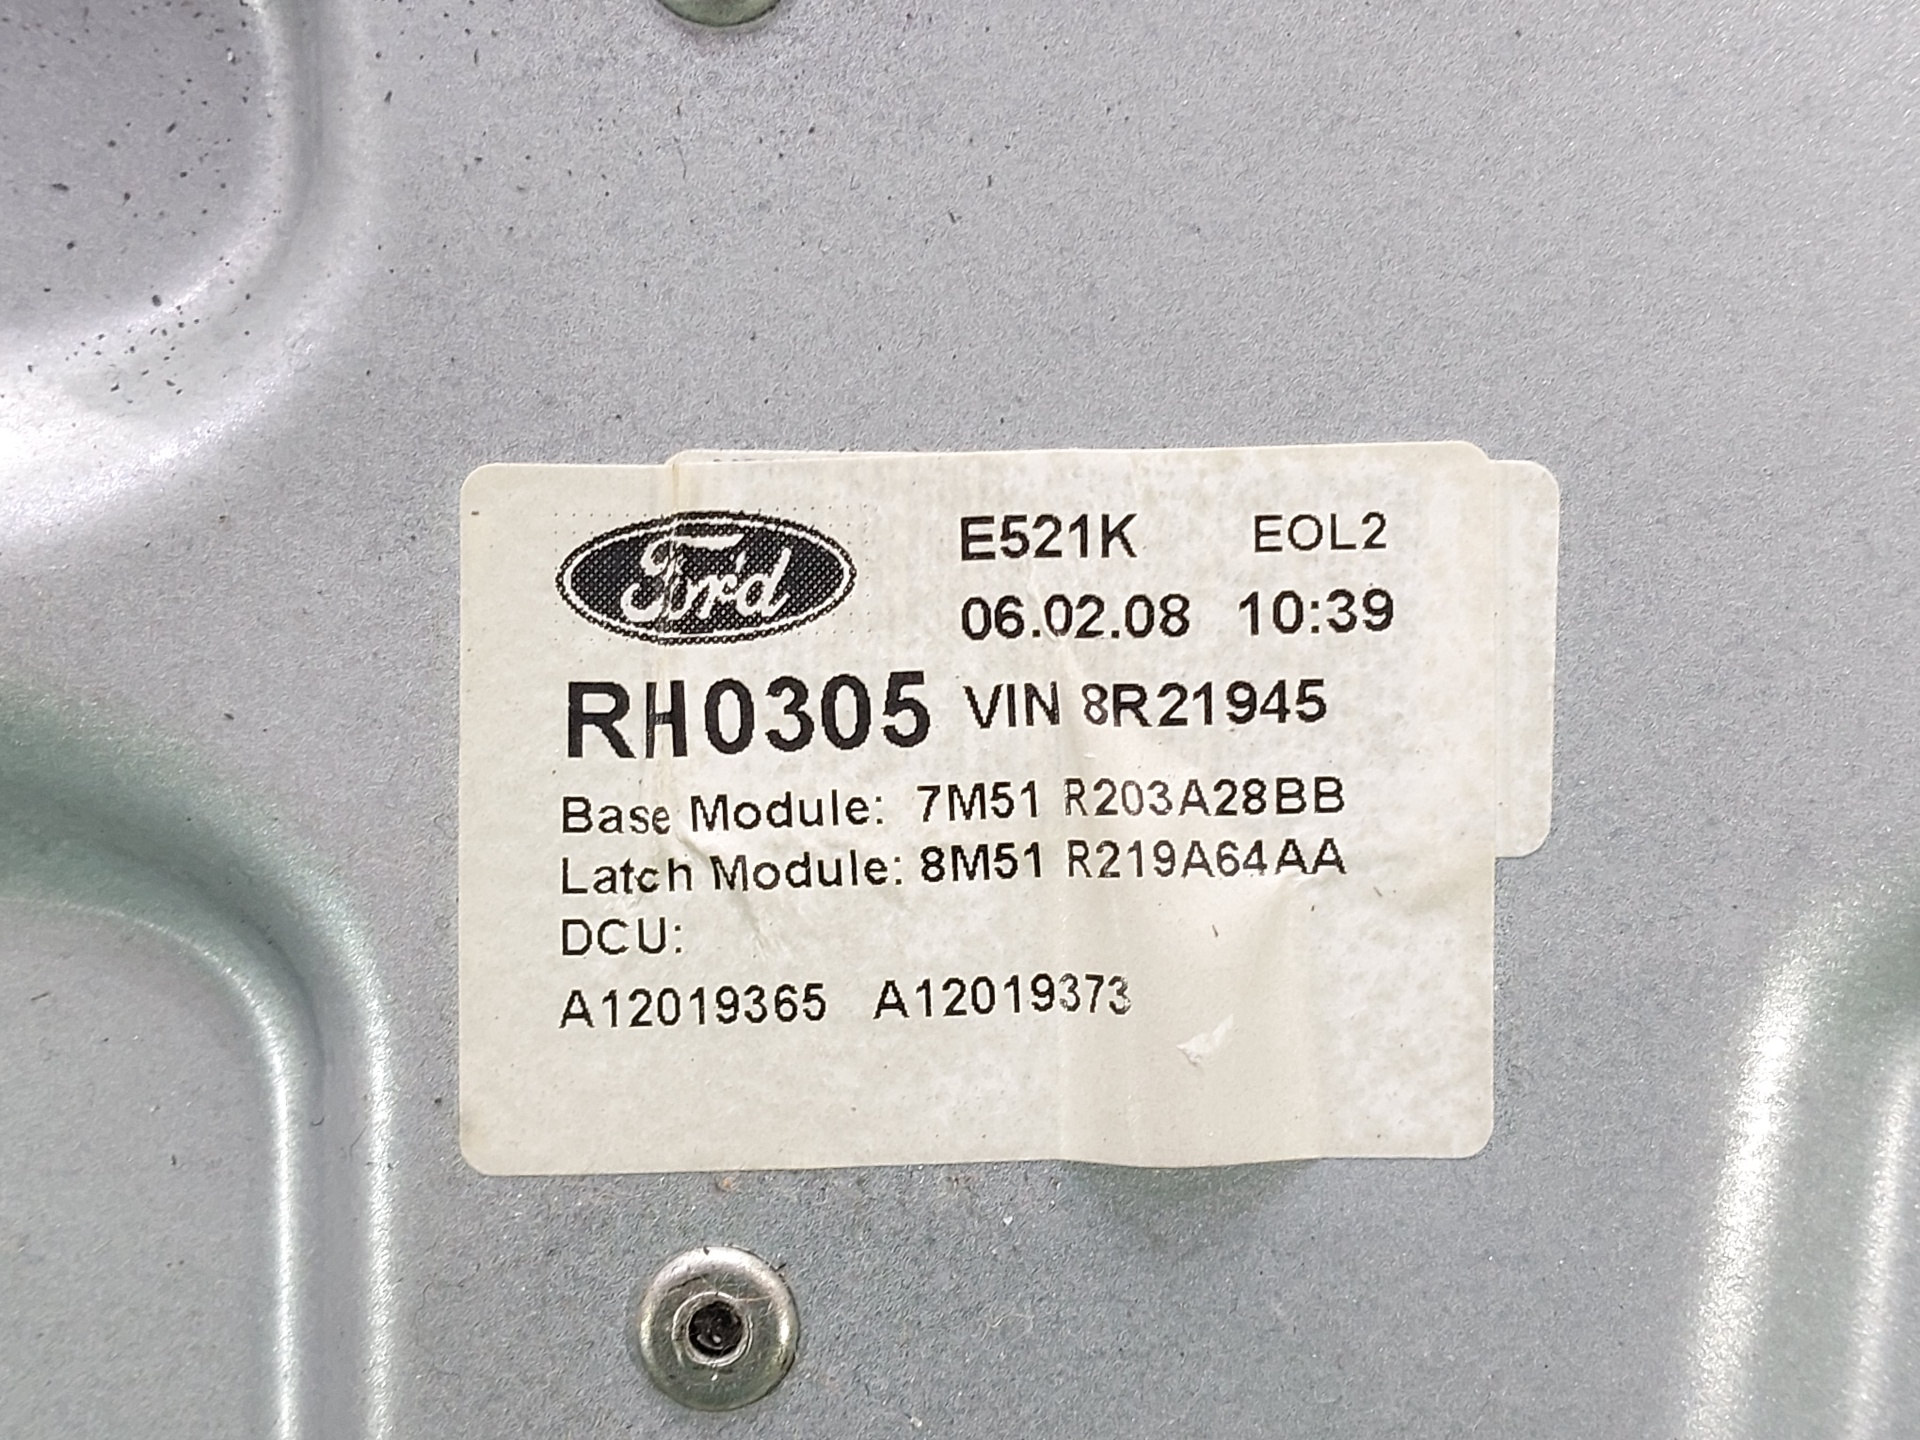 Ford E521K EOL2
06.02.08 10:39
RH0305 VIN 8R21945
Base Module: 7M51 R203A28BB
Latch Module: 8M51 R219A64AA
DCU:
A12019365 A12019373